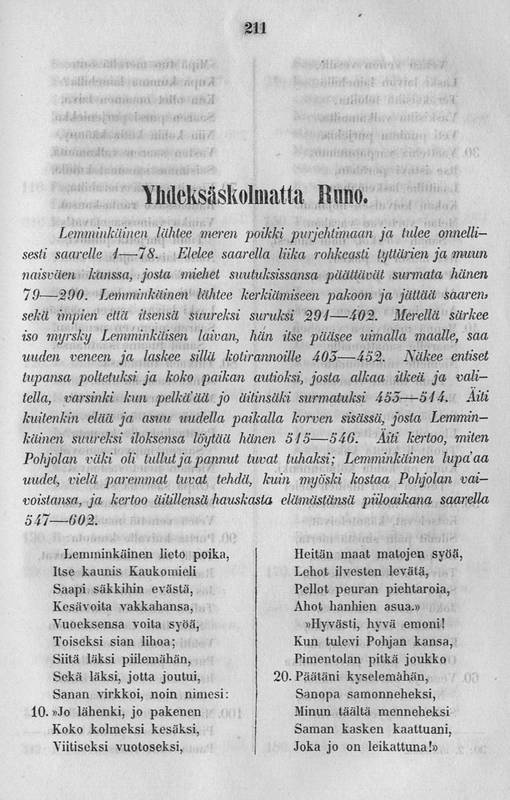 211
Yhdeksäskolmatta Runo.
Lemminkäinen lähtee meren poikki purjehtimaan ja tulee onnelli-
sesti saarelle 1—78. Elelee saarella liika rohkeasti tyttärien ja muun
naisväen kanssa, josta miehet suutuksissansa päättävät surmata hänen
79—290. Lemminkäinen lähtee kerkiämiseen pakoon ja jättää saaren,
sekä impien että itsensä suureksi suruksi 291—402. Merellä särkee
iso myrsky Lemminkäisen laivan, hän itse pääsee uimalla maalle, saa
uuden veneen ja laskee sillä kotirannoille 403—452. Näkee entiset
tupansa poltetuksi ja koko paikan autioksi, josta alkaa itkeä ja vali-
tella, varsinki kun pelkä'ää jo äitinsäki surmatuksi 453—514. Äiti
kuitenkin elää ja asuu uudella paikalla korven sisässä, josta Lemmin-
käinen suureksi iloksensa löytää hänen 515—546. Äiti kertoo, miten
Pohjolan väki oli tullut ja pannut tuvat tuhaksi; Lemminkäinen lupa'aa
uudet, vielä paremmat tuvat tehdä, kuin myöski kostaa Pohjolan vai-
voistansa, ja kertoo äitillensä hauskasta elämästänsä piiloaikana saarella
547—602.
Lemminkäinen lieto poika,
Itse kaunis Kaukomieli
Saapi säkkihin evästä,
Kesävoita vakkahansa,
Vuoeksensa voita syöä,
Toiseksi sian lihoa;
Siitä läksi piilemähän,
Sekä läksi, jotta joutui,
Sanan virkkoi, noin nimesi:
10. »Jo lähenki, jo pakenen
Koko kolmeksi kesäksi,
Viitiseksi vuotoseksi,
Heitän maat matojen syöä,
Lehot ilvesten levätä,
Pellot peuran piehtaroia,
Ahot hanhien asua.»
»Hyvästi, hyvä emoni!
Kun tulevi Pohjan kansa,
Pimentolan pitkä joukko
20. Päätäni kyselemähän,
Sanopa samonneheksi,
Minun täältä menneheksi
Saman kasken kaattuani,
Joka jo on leikattuna!»